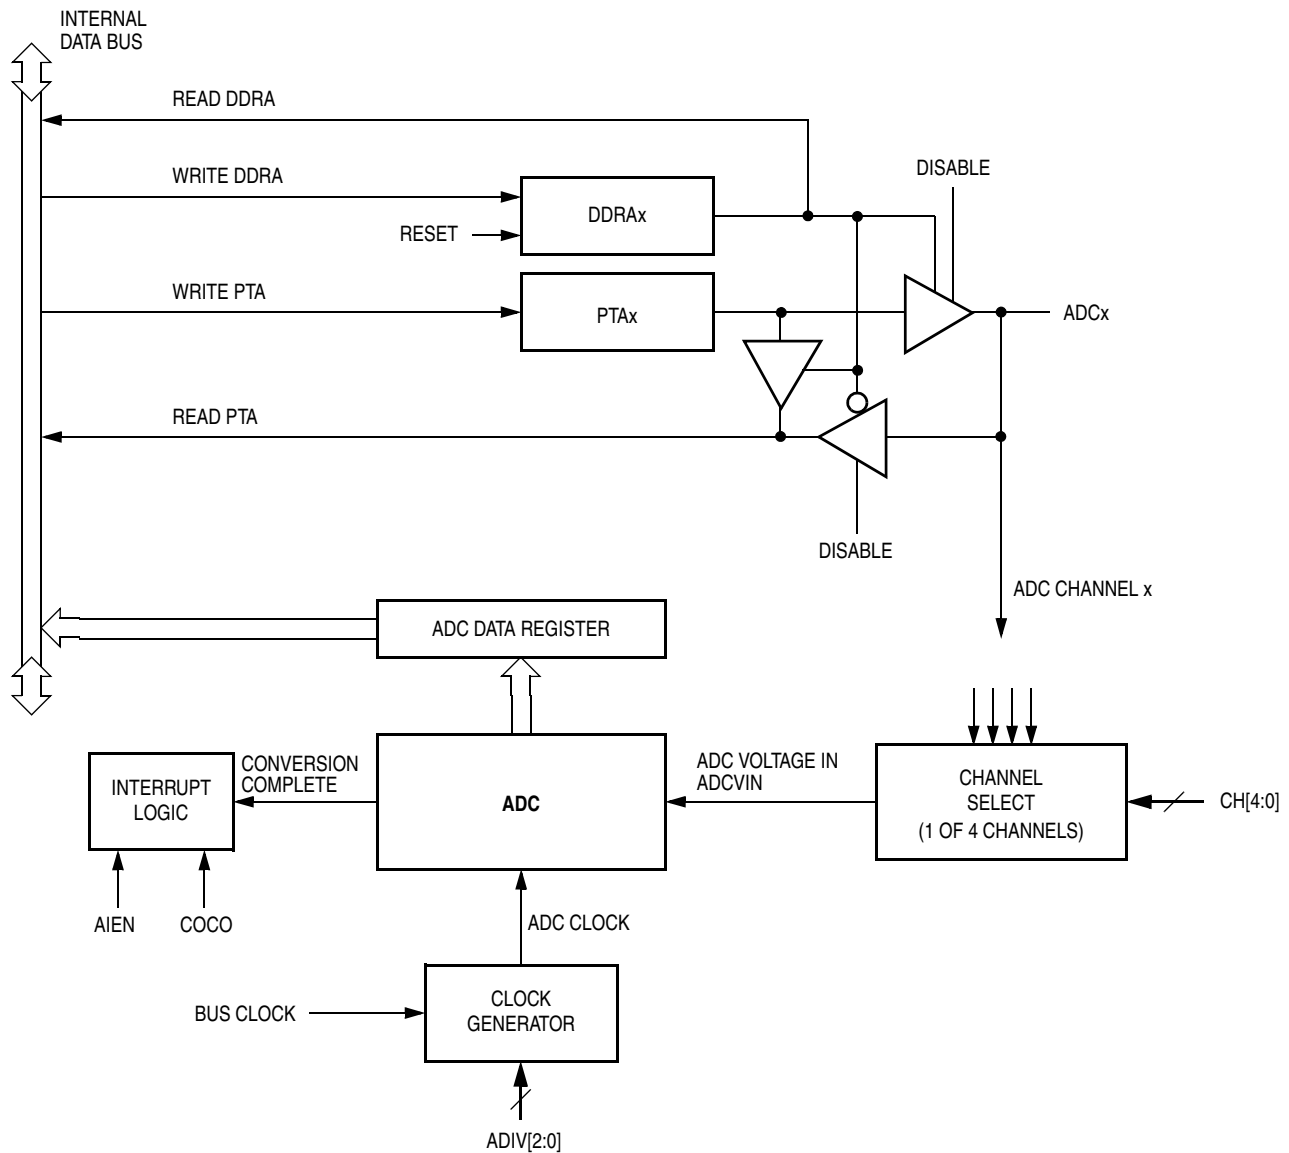 INTERNAL
DATA BUS
READ DDRA
WRITE DDRA
DISABLE
DDRAx
RESET
WRITE PTA
PTAx
ADCx
READ PTA
DISABLE
ADC CHANNEL x
ADC DATA REGISTER
INTERRUPT
LOGIC
CONVERSION
COMPLETE
ADC
ADC VOLTAGE IN
ADCVIN
CHANNEL
SELECT
(1 OF 4 CHANNELS)
CH[4:0]
AIEN
COCO
ADC CLOCK
BUS CLOCK
CLOCK
GENERATOR
ADIV[2:0]